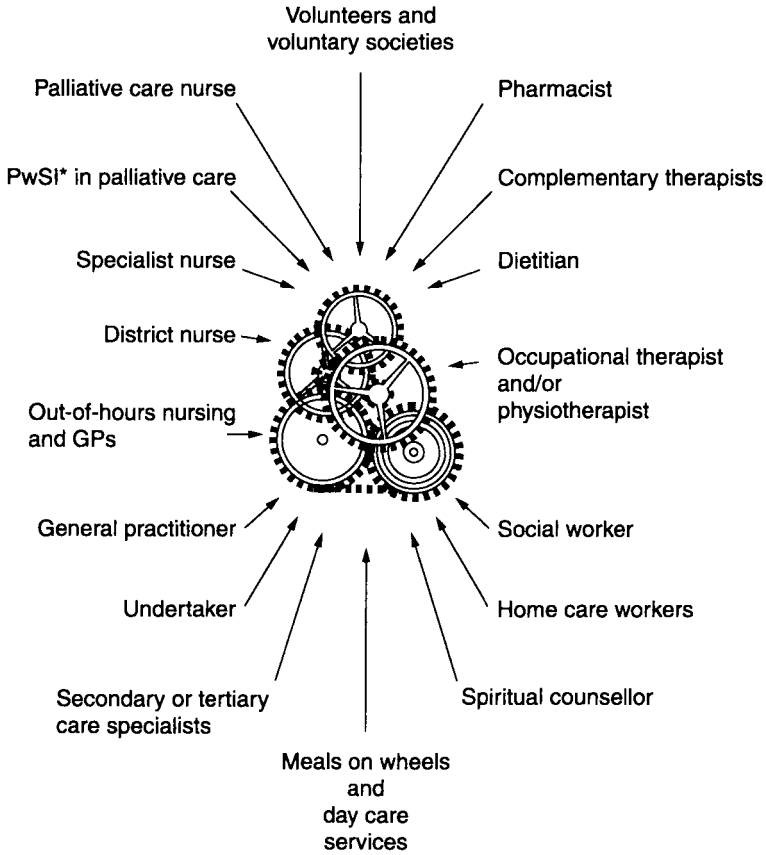 Volunteers and
voluntary societies
Palliative care nurse
Pharmacist
PwSI* in palliative care
Complementary therapists
Specialist nurse
Dietitian
District nurse
Occupational therapist
and/or
physiotherapist
Out-of-hours nursing
and GPs
General practitioner
Social worker
Undertaker
Home care workers
Secondary or tertiary
care specialists
Spiritual counsellor
Meals on wheels
and
day care
services